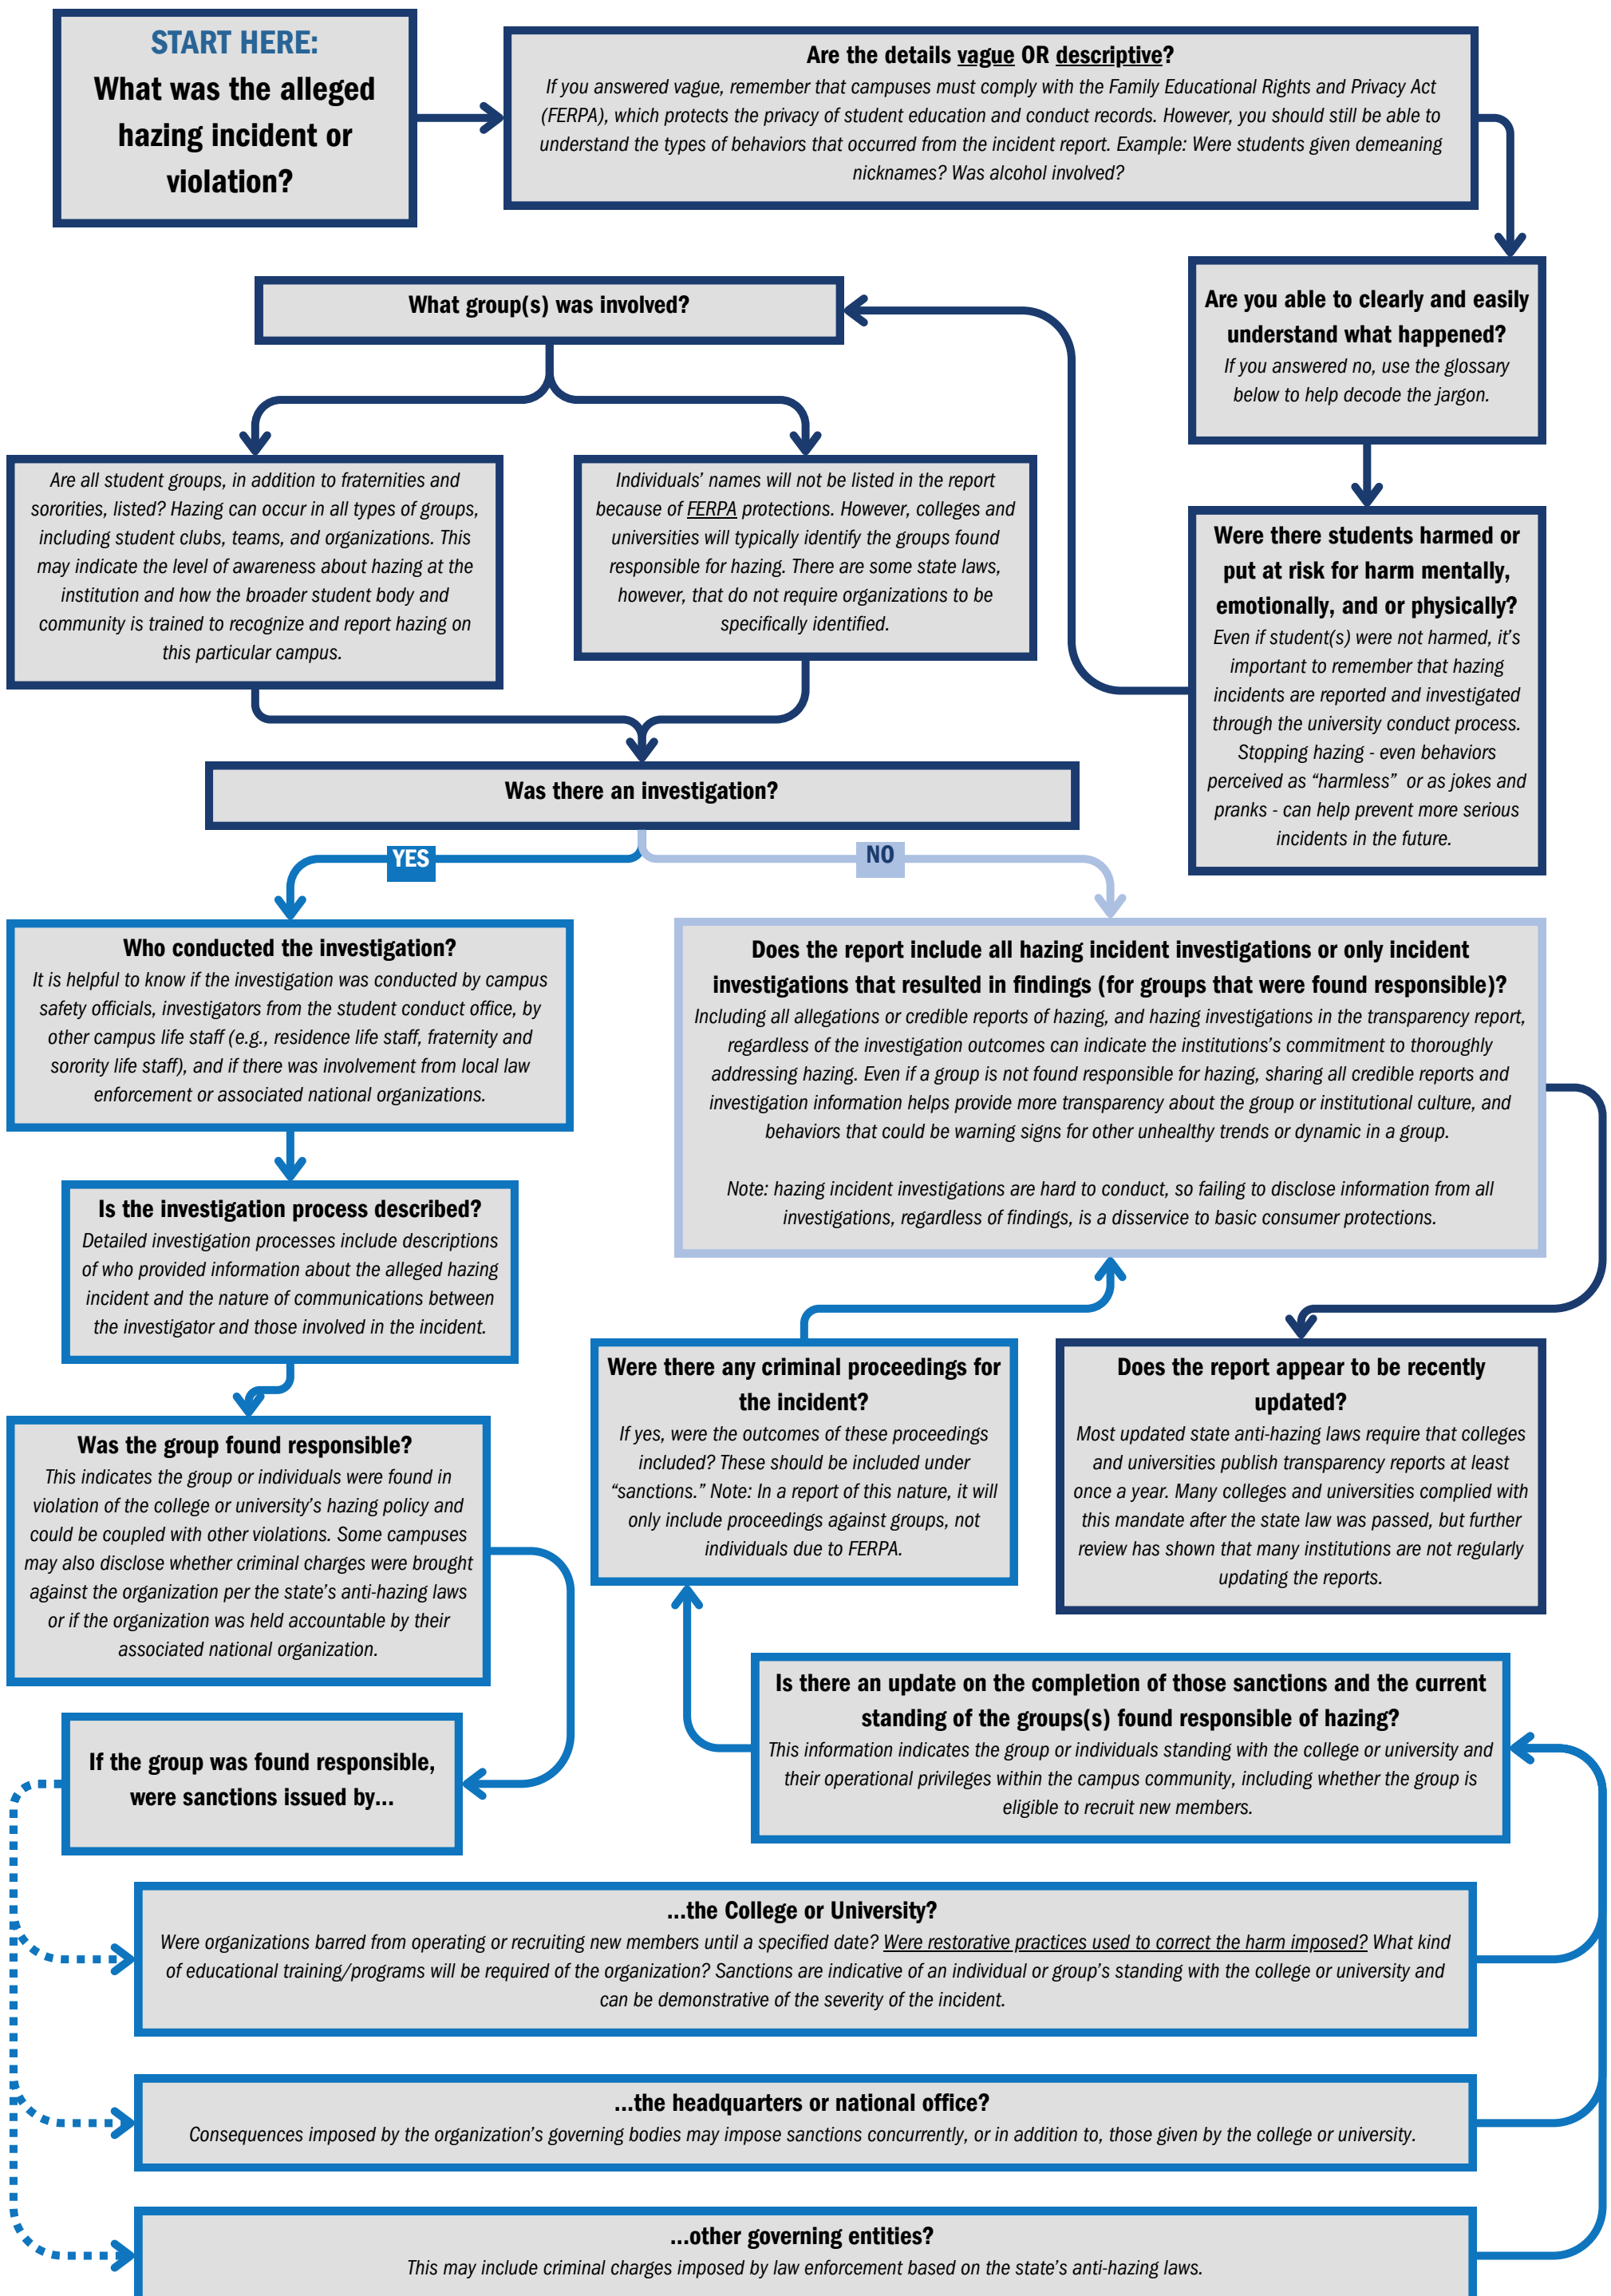 START HERE:
What was the alleged
hazing incident or
violation?
Are the details vague OR descriptive?
If you answered vague, remember that campuses must comply with the Family Educational Rights and Privacy Act
(FERPA), which protects the privacy of student education and conduct records. However, you should still be able to
understand the types of behaviors that occurred from the incident report. Example: Were students given demeaning
nicknames? Was alcohol involved?
Are you able to clearly and easily
understand what happened?
If you answered no, use the glossary
below to help decode the jargon.
Were there students harmed or
put at risk for harm mentally,
emotionally, and or physically?
Even if student(s) were not harmed, it's
important to remember that hazing
incidents are reported and investigated
through the university conduct process.
Stopping hazing - even behaviors
perceived as “harmless” or as jokes and
pranks - can help prevent more serious
incidents in the future.
What group(s) was involved?
Are all student groups, in addition to fraternities and
sororities, listed? Hazing can occur in all types of groups,
including student clubs, teams, and organizations. This
may indicate the level of awareness about hazing at the
institution and how the broader student body and
community is trained to recognize and report hazing on
this particular campus.
Individuals’ names will not be listed in the report
because of FERPA protections. However, colleges and
universities will typically identify the groups found
responsible for hazing. There are some state laws,
however, that do not require organizations to be
specifically identified.
Was there an investigation?
YES
NO
Who conducted the investigation?
It is helpful to know if the investigation was conducted by campus
safety officials, investigators from the student conduct office, by
other campus life staff (e.g., residence life staff, fraternity and
sorority life staff), and if there was involvement from local law
enforcement or associated national organizations.
Is the investigation process described?
Detailed investigation processes include descriptions
of who provided information about the alleged hazing
incident and the nature of communications between
the investigator and those involved in the incident.
Was the group found responsible?
This indicates the group or individuals were found in
violation of the college or university’s hazing policy and
could be coupled with other violations. Some campuses
may also disclose whether criminal charges were brought
against the organization per the state’s anti-hazing laws
or if the organization was held accountable by their
associated national organization.
If the group was found responsible,
were sanctions issued by...
...the College or University?
Were organizations barred from operating or recruiting new members until a specified date? Were restorative practices used to correct the harm imposed? What kind
of educational training/programs will be required of the organization? Sanctions are indicative of an individual or group’s standing with the college or university and
can be demonstrative of the severity of the incident.
...the headquarters or national office?
Consequences imposed by the organization’s governing bodies may impose sanctions concurrently, or in addition to, those given by the college or university.
...other governing entities?
This may include criminal charges imposed by law enforcement based on the state’s anti-hazing laws.
Is there an update on the completion of those sanctions and the current
standing of the groups(s) found responsible of hazing?
This information indicates the group or individuals standing with the college or university and
their operational privileges within the campus community, including whether the group is
eligible to recruit new members.
Were there any criminal proceedings for
the incident?
If yes, were the outcomes of these proceedings
included? These should be included under
“sanctions.” Note: In a report of this nature, it will
only include proceedings against groups, not
individuals due to FERPA.
Does the report include all hazing incident investigations or only incident
investigations that resulted in findings (for groups that were found responsible)?
Including all allegations or credible reports of hazing, and hazing investigations in the transparency report,
regardless of the investigation outcomes can indicate the institutions’s commitment to thoroughly
addressing hazing. Even if a group is not found responsible for hazing, sharing all credible reports and
investigation information helps provide more transparency about the group or institutional culture, and
behaviors that could be warning signs for other unhealthy trends or dynamic in a group.
Note: hazing incident investigations are hard to conduct, so failing to disclose information from all
investigations, regardless of findings, is a disservice to basic consumer protections.
Does the report appear to be recently
updated?
Most updated state anti-hazing laws require that colleges
and universities publish transparency reports at least
once a year. Many colleges and universities complied with
this mandate after the state law was passed, but further
review has shown that many institutions are not regularly
updating the reports.